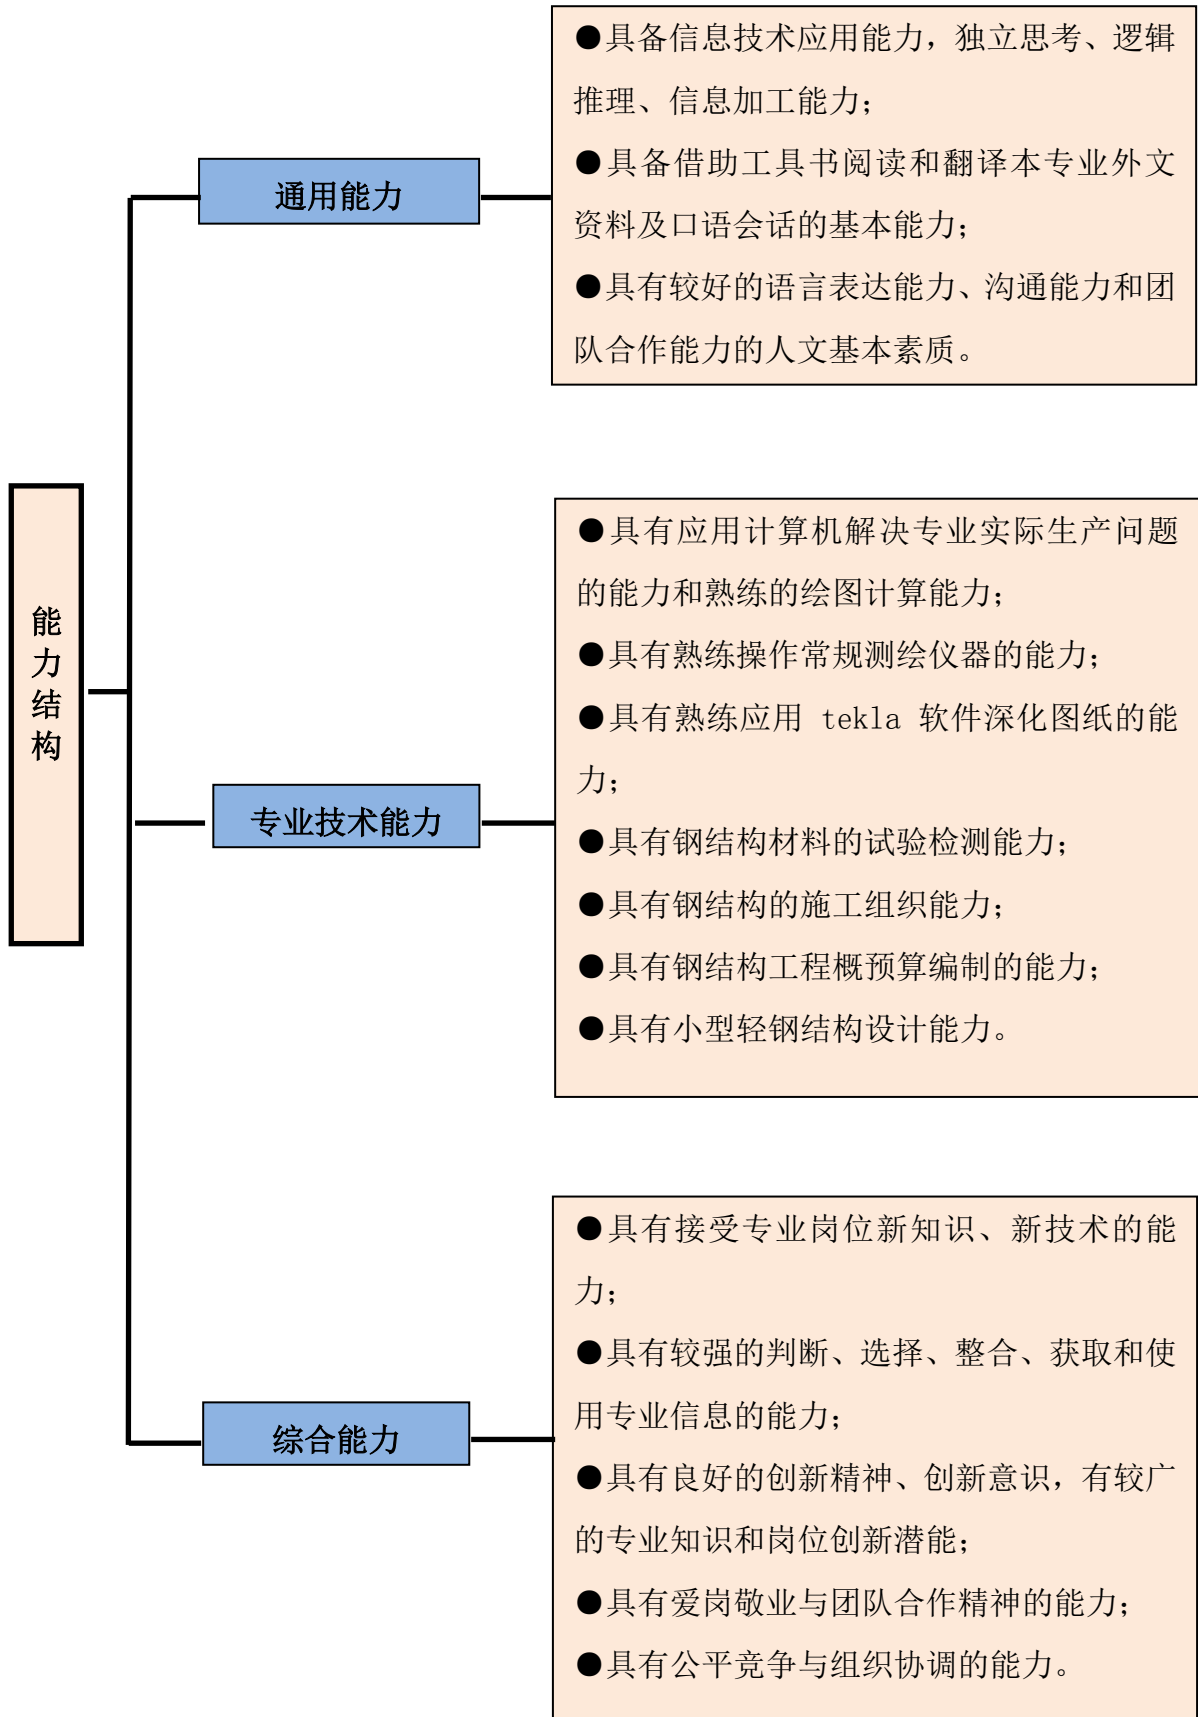 能
力
结
构
通用能力
●具备信息技术应用能力，独立思考、逻辑
推理、信息加工能力；
●具备借助工具书阅读和翻译本专业外文
资料及口语会话的基本能力；
●具有较好的语言表达能力、沟通能力和团
队合作能力的人文基本素质。
专业技术能力
●具有应用计算机解决专业实际生产问题
的能力和熟练的绘图计算能力；
●具有熟练操作常规测绘仪器的能力；
●具有熟练应用 tekla 软件深化图纸的能
力；
●具有钢结构材料的试验检测能力；
●具有钢结构的施工组织能力；
●具有钢结构工程概预算编制的能力；
●具有小型轻钢结构设计能力。
综合能力
●具有接受专业岗位新知识、新技术的能
力；
●具有较强的判断、选择、整合、获取和使
用专业信息的能力；
●具有良好的创新精神、创新意识，有较广
的专业知识和岗位创新潜能；
●具有爱岗敬业与团队合作精神的能力；
●具有公平竞争与组织协调的能力。